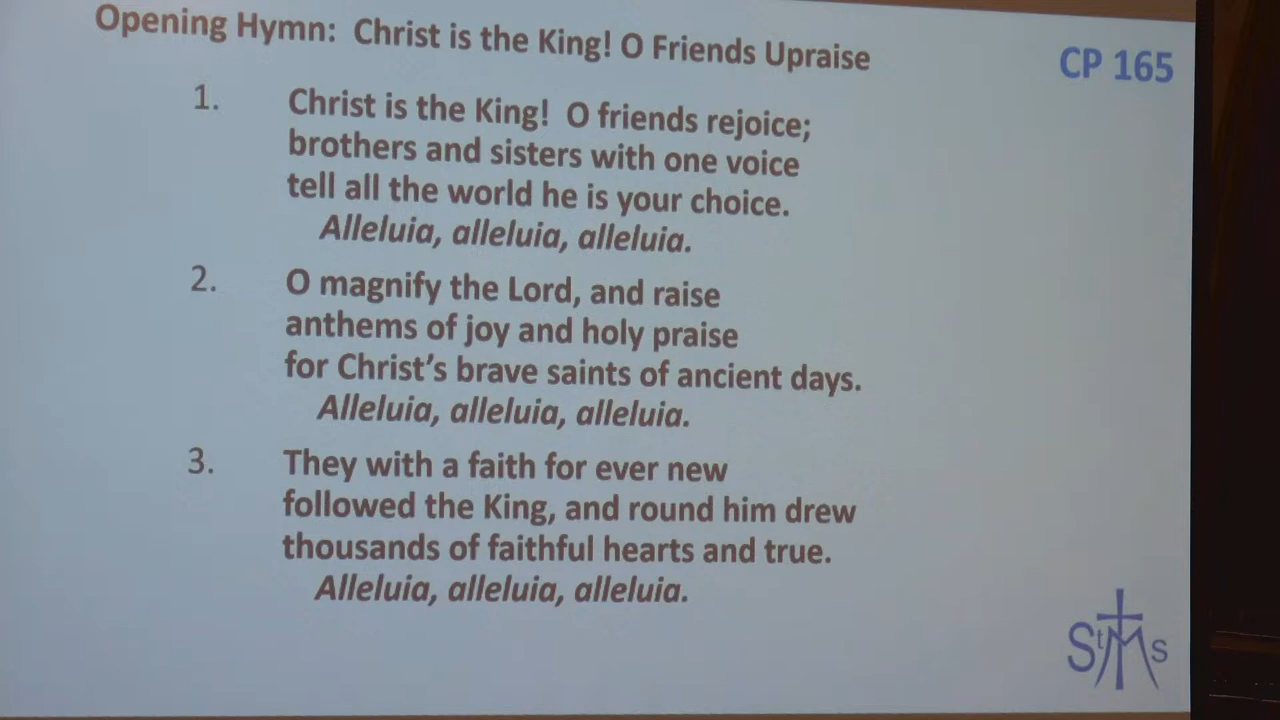 Opening Hymn: Christ is the King! O Friends Upraise
CP 165
1. Christ is the King! O friends rejoice;
brothers and sisters with one voice
tell all the world he is your choice.
Alleluia, alleluia, alleluia.
2. O magnify the Lord, and raise
anthems of joy and holy praise
for Christ's brave saints of ancient days.
Alleluia, alleluia, alleluia.
3. They with a faith for ever new
followed the King, and round him drew
thousands of faithful hearts and true.
Alleluia, alleluia, alleluia.
St Ms